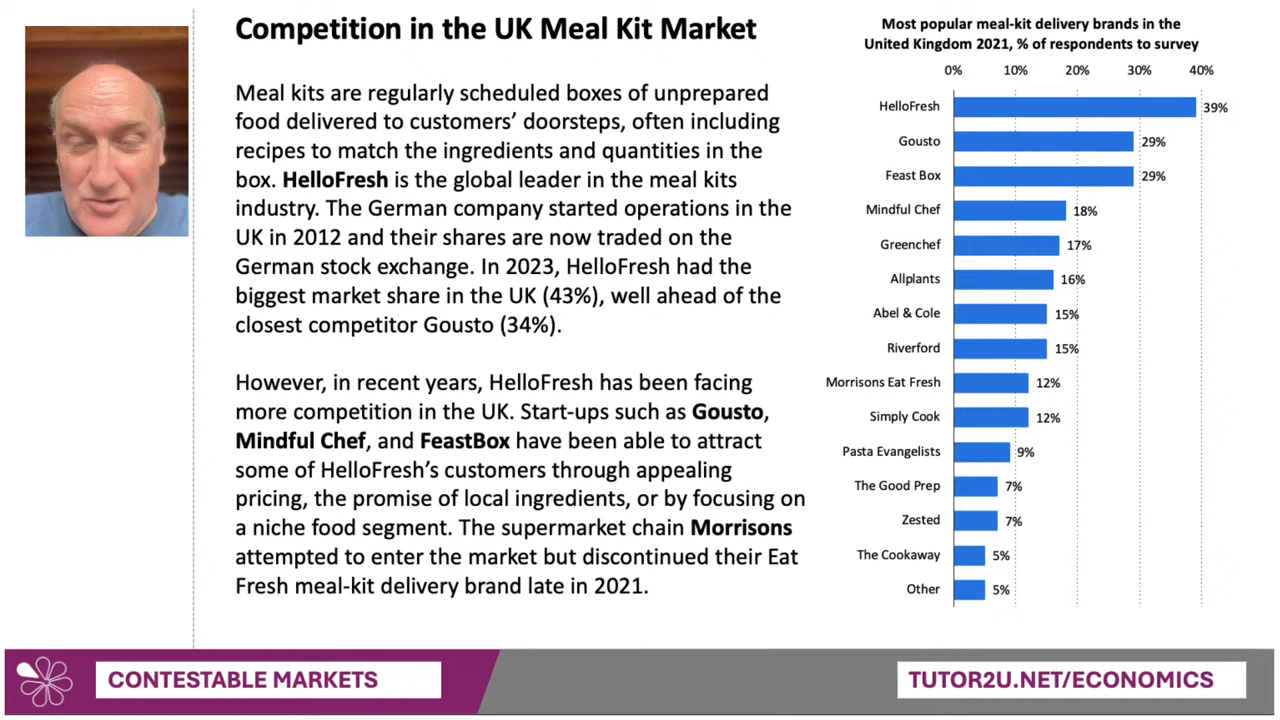 Competition in the UK Meal Kit Market
Meal kits are regularly scheduled boxes of unprepared
food delivered to customers’ doorsteps, often including
recipes to match the ingredients and quantities in the
box. HelloFresh is the global leader in the meal kits
industry. The German company started operations in the
UK in 2012 and their shares are now traded on the
German stock exchange. In 2023, HelloFresh had the
biggest market share in the UK (43%), well ahead of the
closest competitor Gousto (34%).
However, in recent years, HelloFresh has been facing
more competition in the UK. Start-ups such as Gousto,
Mindful Chef, and FeastBox have been able to attract
some of HelloFresh’s customers through appealing
pricing, the promise of local ingredients, or by focusing on
a niche food segment. The supermarket chain Morrisons
attempted to enter the market but discontinued their Eat
Fresh meal-kit delivery brand late in 2021.
Most popular meal-kit delivery brands in the
United Kingdom 2021, % of respondents to survey
0% 10% 20% 30% 40%
HelloFresh 39%
Gousto 29%
Feast Box 29%
Mindful Chef 18%
Greenchef 17%
Allplants 16%
Abel & Cole 15%
Riverford 15%
Morrisons Eat Fresh 12%
Simply Cook 12%
Pasta Evangelists 9%
The Good Prep 7%
Zested 7%
The Cookaway 5%
Other 5%
CONTESTABLE MARKETS
TUTOR2U.NET/ECONOMICS